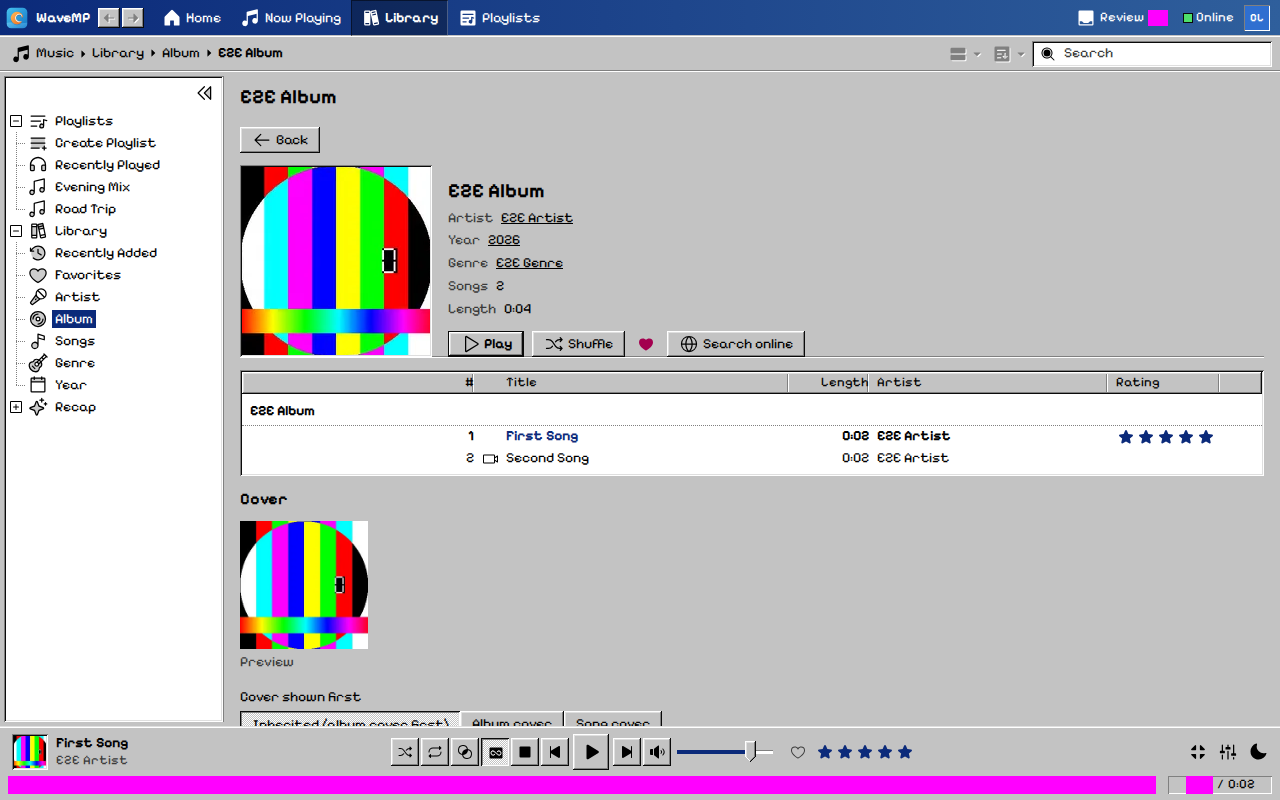 WaveMP Home Now Playing Library Playlists Review Online OL
Music Library Album E2E Album Search
Playlists
Create Playlist
Recently Played
Evening Mix
Road Trip
Library
Recently Added
Favorites
Artist
Album
Songs
Genre
Year
Recap
E2E Album
Back
E2E Album
Artist E2E Artist
Year 2026
Genre E2E Genre
Songs 2
Length 0:04
Play Shuffle Search online
# Title Length Artist Rating
E2E Album
1 First Song 0:02 E2E Artist
2 Second Song 0:02 E2E Artist
Cover
Preview
Cover shown first
Inherited (album cover first) Album cover Song cover
First Song
E2E Artist
/ 0:02